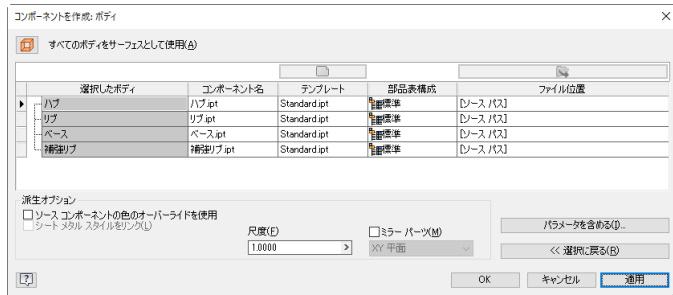 コンポーネントを作成: ボディ
すべてのボディをサーフェスとして使用(A)
選択したボディ コンポーネント名 テンプレート 部品表構成 ファイル位置
ハブ ハブ.ipt Standard.ipt 標準 [ソース パス]
リブ リブ.ipt Standard.ipt 標準 [ソース パス]
ベース ベース.ipt Standard.ipt 標準 [ソース パス]
補強リブ 補強リブ.ipt Standard.ipt 標準 [ソース パス]
派生オプション
ソース コンポーネントの色のオーバーライドを使用
シート メタル スタイルをリンク(L)
尺度(F) ミラー パーツ(M)
1.0000 XY 平面
パラメータを含める(I)...
<< 選択に戻る(R)
OK キャンセル 適用